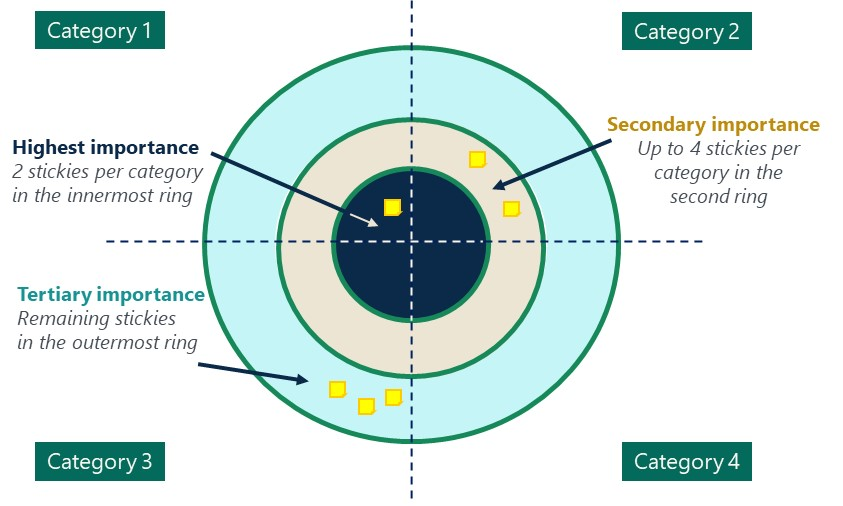 Category 1
Category 2
Highest importance
2 stickies per category
in the innermost ring
Secondary importance
Up to 4 stickies per
category in the
second ring
Tertiary importance
Remaining stickies
in the outermost ring
Category 3
Category 4